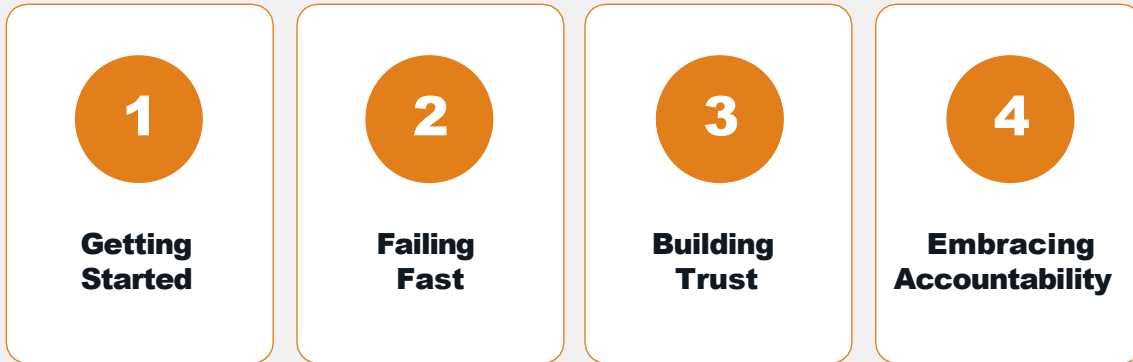 1
Getting
Started
2
Failing
Fast
3
Building
Trust
4
Embracing
Accountability